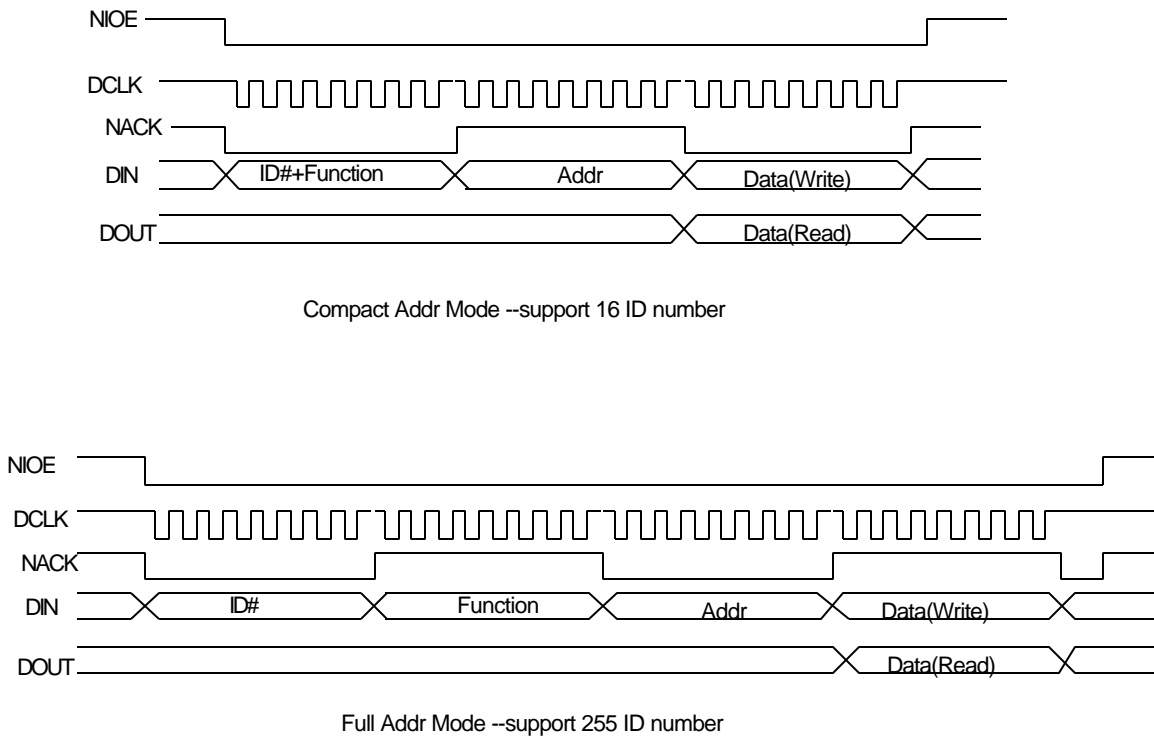 NIOE
DCLK
NACK
DIN ID#+Function Addr Data(Write)
DOUT Data(Read)
Compact Addr Mode --support 16 ID number
NIOE
DCLK
NACK
DIN ID# Function Addr Data(Write)
DOUT Data(Read)
Full Addr Mode --support 255 ID number